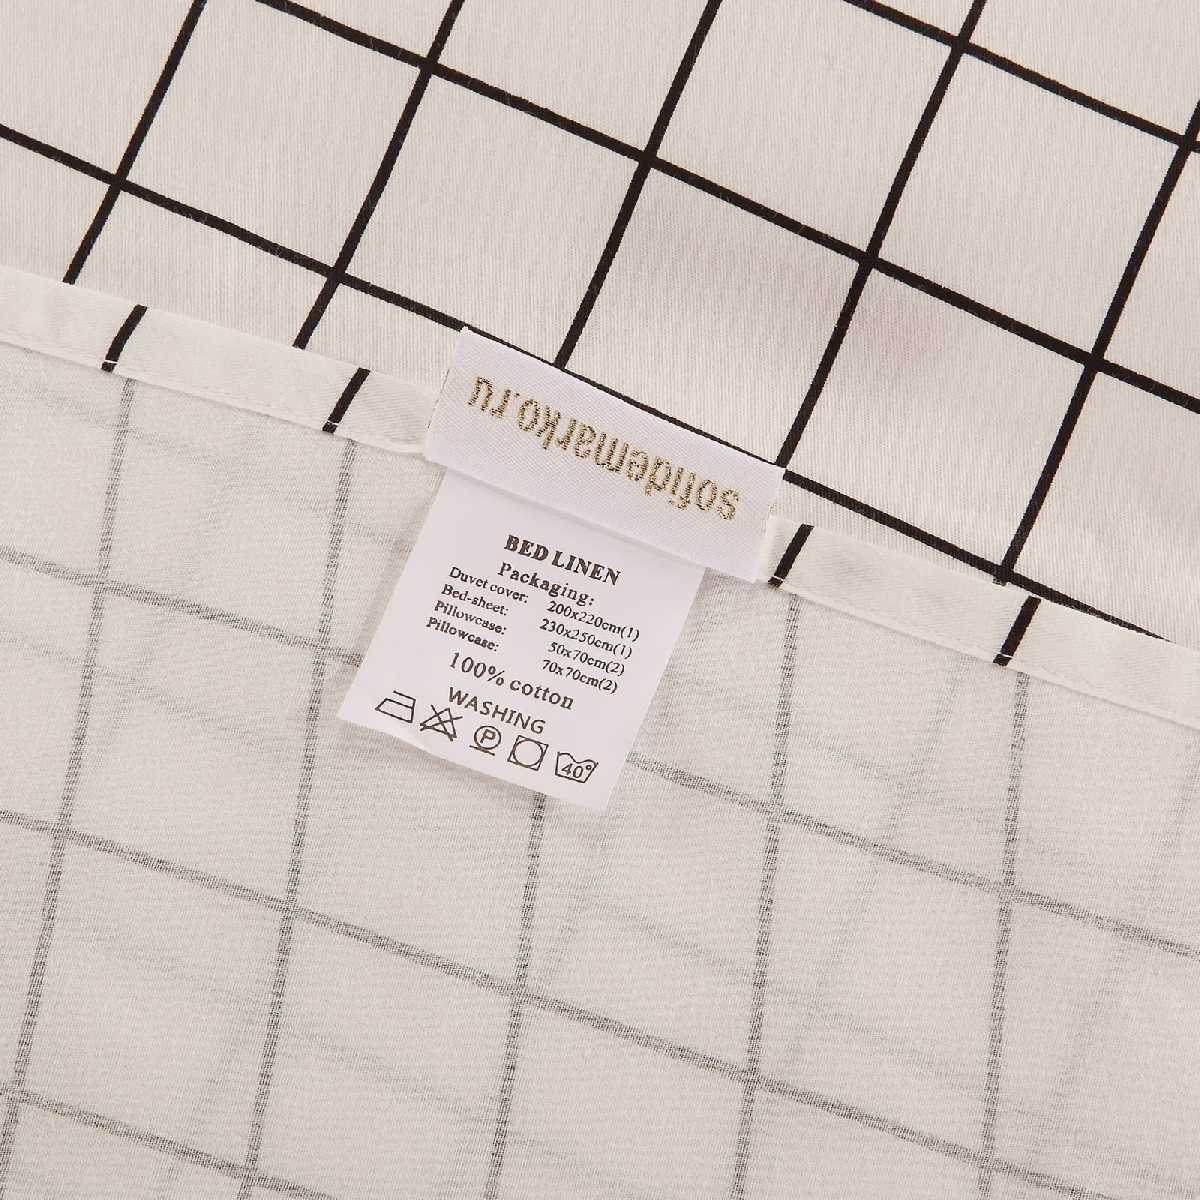 sofidemarko.ru
BED LINEN
Packaging:
Duvet cover: 200x220cm(1)
Bed-sheet: 230x250cm(1)
Pillowcase: 50x70cm(2)
Pillowcase: 70x70cm(2)
100% cotton
WASHING
P 40°